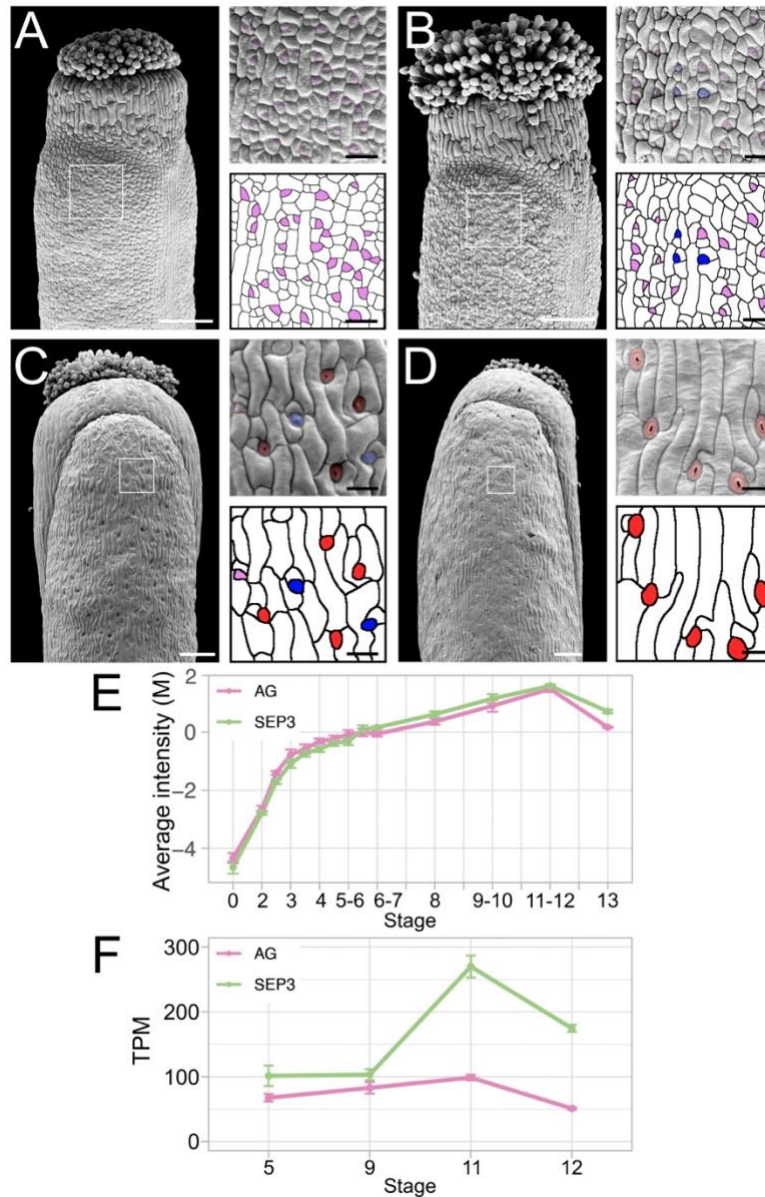 A
B
C
D
E
AG
SEP3
Average intensity (M)
2
0
−2
−4
0 2 3 4 5-6 6-7 8 9-10 11-12 13
Stage
F
AG
SEP3
TPM
300
200
100
0
5 9 11 12
Stage